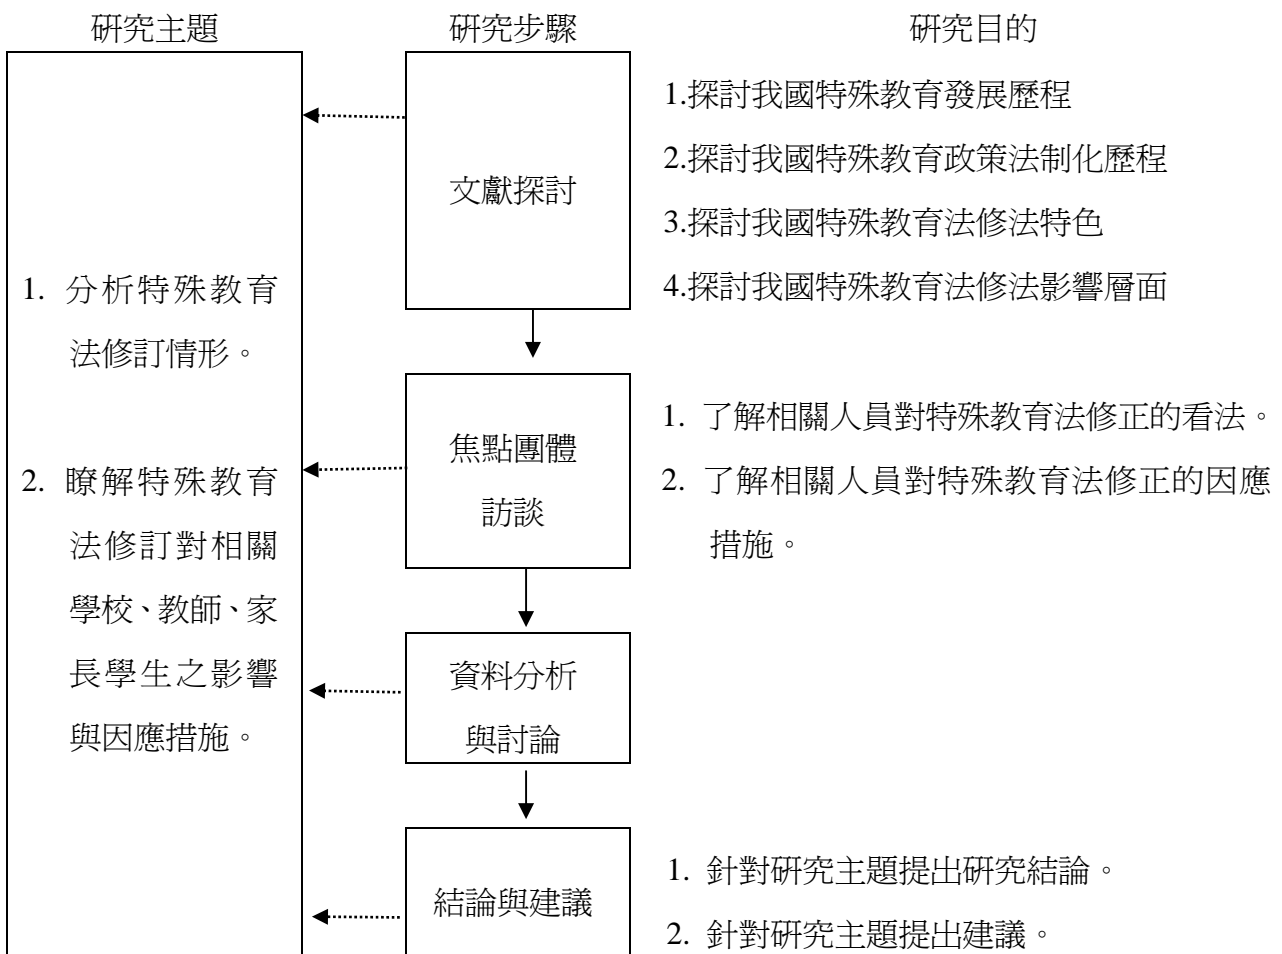 研究主題
研究步驟
研究目的
1. 分析特殊教育
法修訂情形。
2. 瞭解特殊教育
法修訂對相關
學校、教師、家
長學生之影響
與因應措施。
文獻探討
1.探討我國特殊教育發展歷程
2.探討我國特殊教育政策法制化歷程
3.探討我國特殊教育法修法特色
4.探討我國特殊教育法修法影響層面
焦點團體
訪談
1. 了解相關人員對特殊教育法修正的看法。
2. 了解相關人員對特殊教育法修正的因應
措施。
資料分析
與討論
結論與建議
1. 針對研究主題提出研究結論。
2. 針對研究主題提出建議。